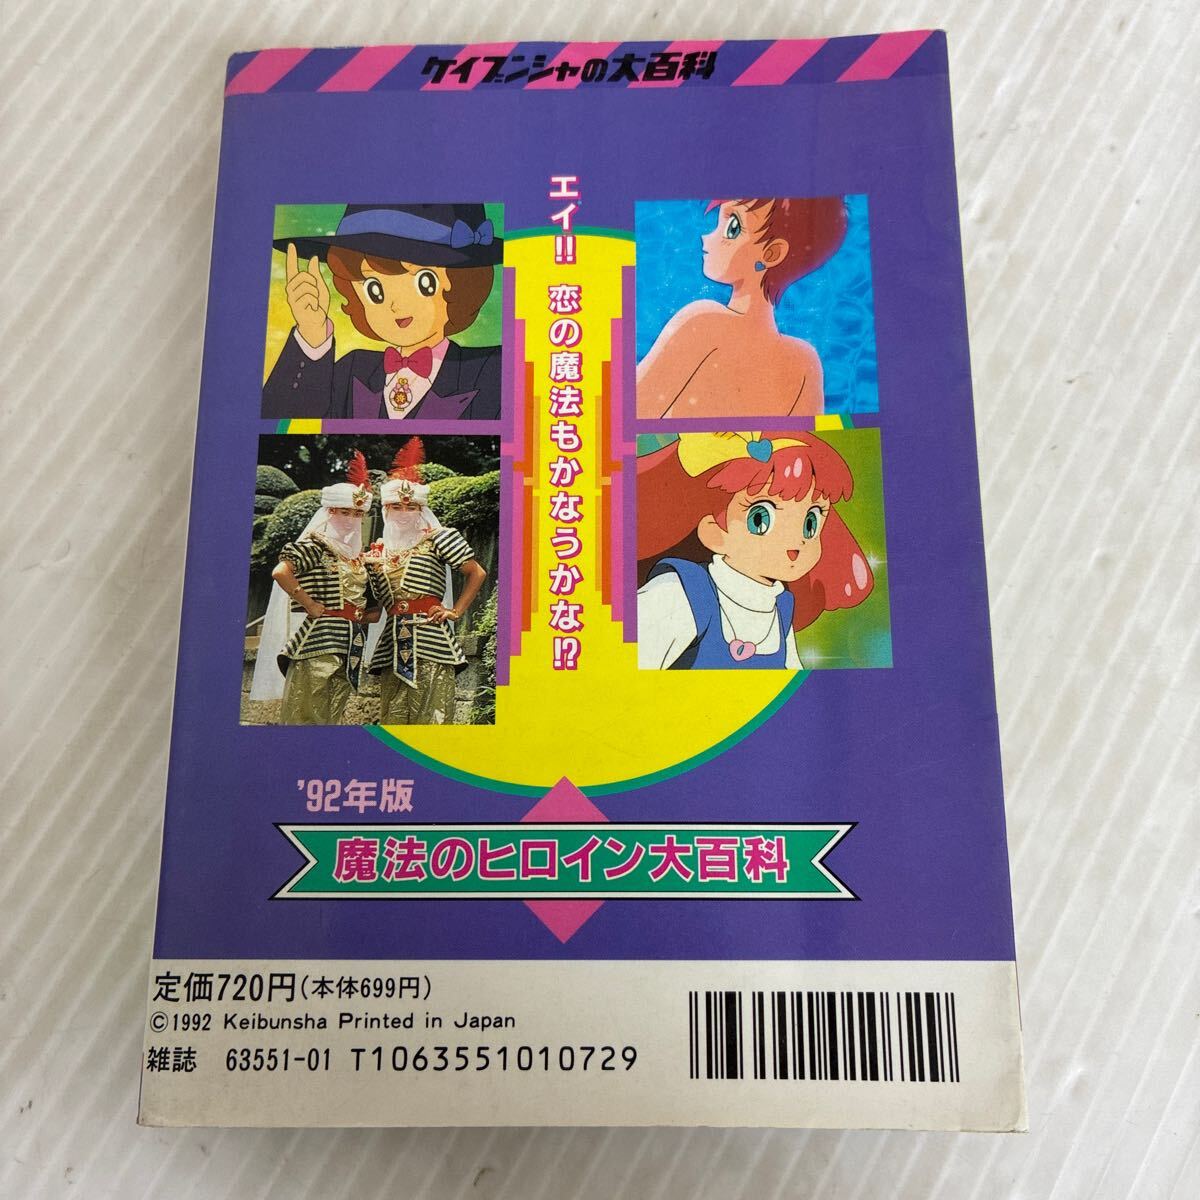 ケイブンシャの大百科
エイ!! 恋の魔法もかなうかな!?
'92年版
魔法のヒロイン大百科
定価720円(本体699円)
©1992 Keibunsha Printed in Japan
雑誌 63551-01 T1063551010729